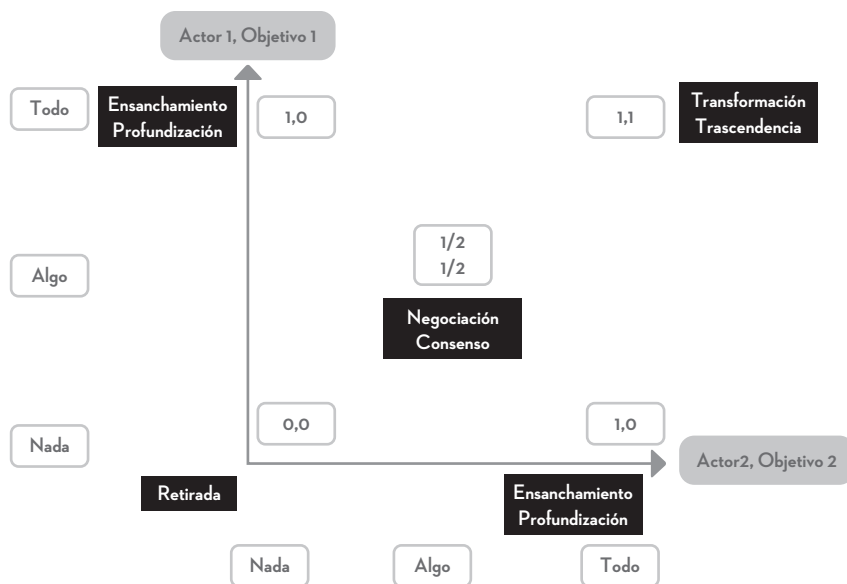 Actor 1, Objetivo 1
Todo
Ensanchamiento
Profundización
1,0
1,1
Transformación
Trascendencia
Algo
1/2
1/2
Negociación
Consenso
Nada
0,0
1,0
Actor2, Objetivo 2
Retirada
Ensanchamiento
Profundización
Nada
Algo
Todo